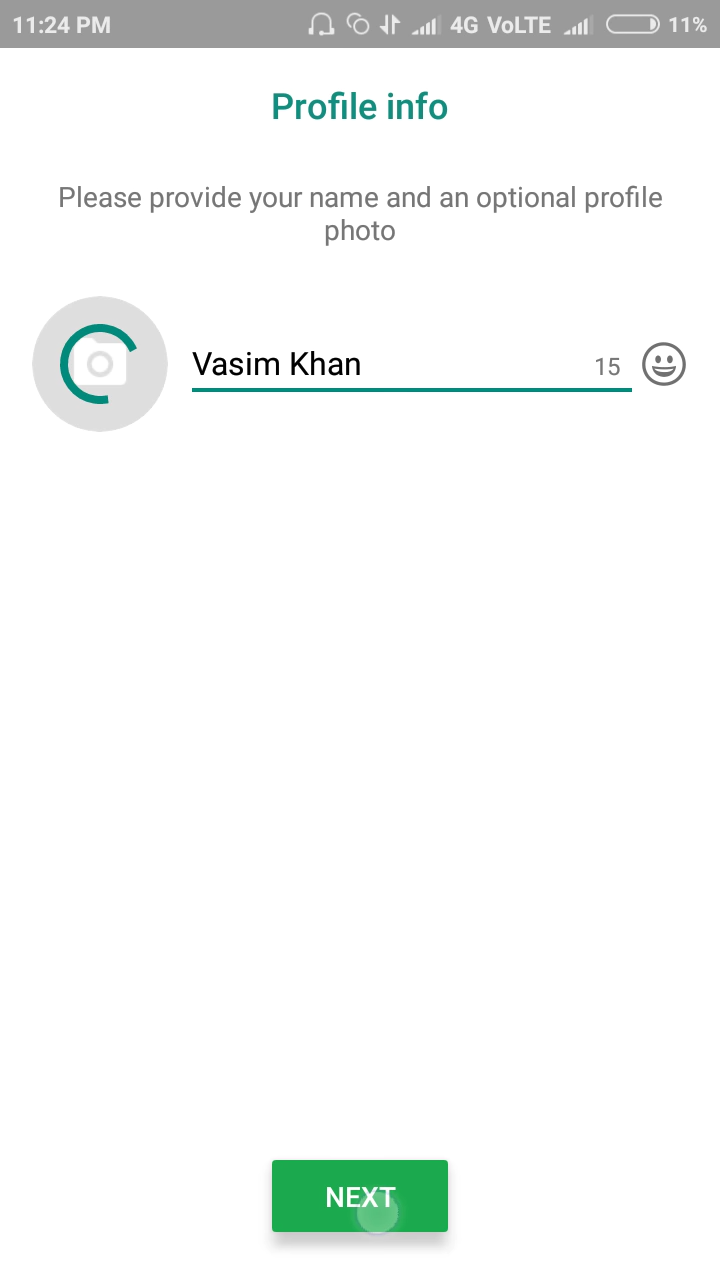 11:24 PM 4G VoLTE 11%
Profile info
Please provide your name and an optional profile
photo
Vasim Khan 15
NEXT